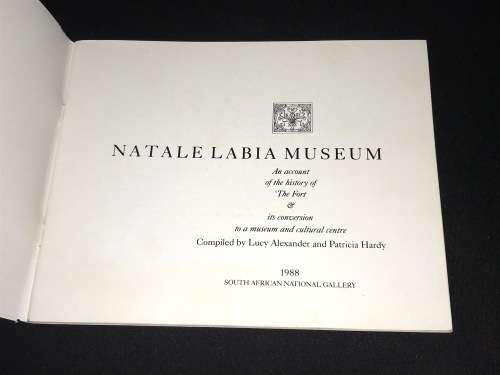 NATALE LABIA MUSEUM
An account
of the history of
'The Fort
&
its conversion
to a museum and cultural centre
Compiled by Lucy Alexander and Patricia Hardy
1988
SOUTH AFRICAN NATIONAL GALLERY